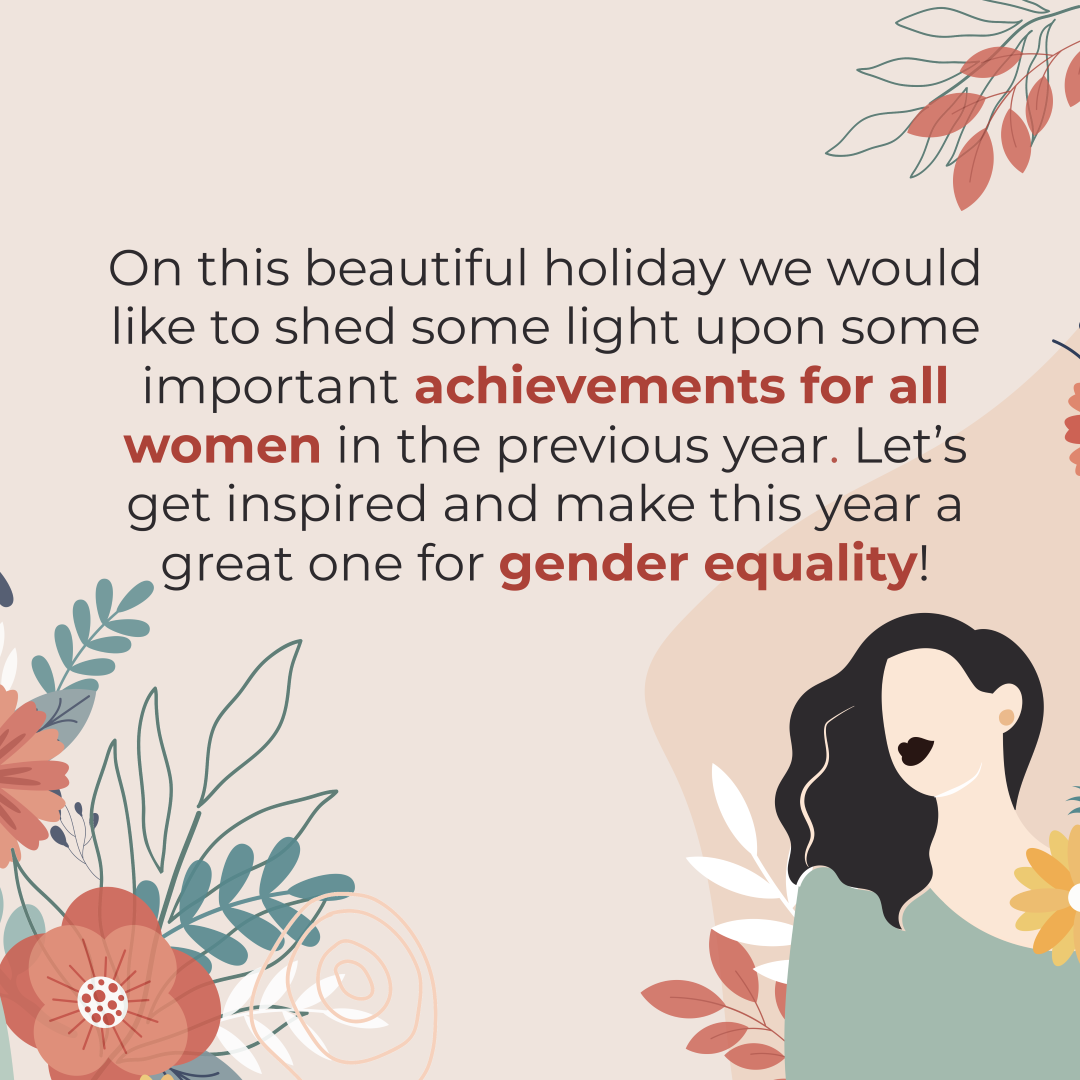 On this beautiful holiday we would
like to shed some light upon some
important achievements for all
women in the previous year. Let’s
get inspired and make this year a
great one for gender equality!